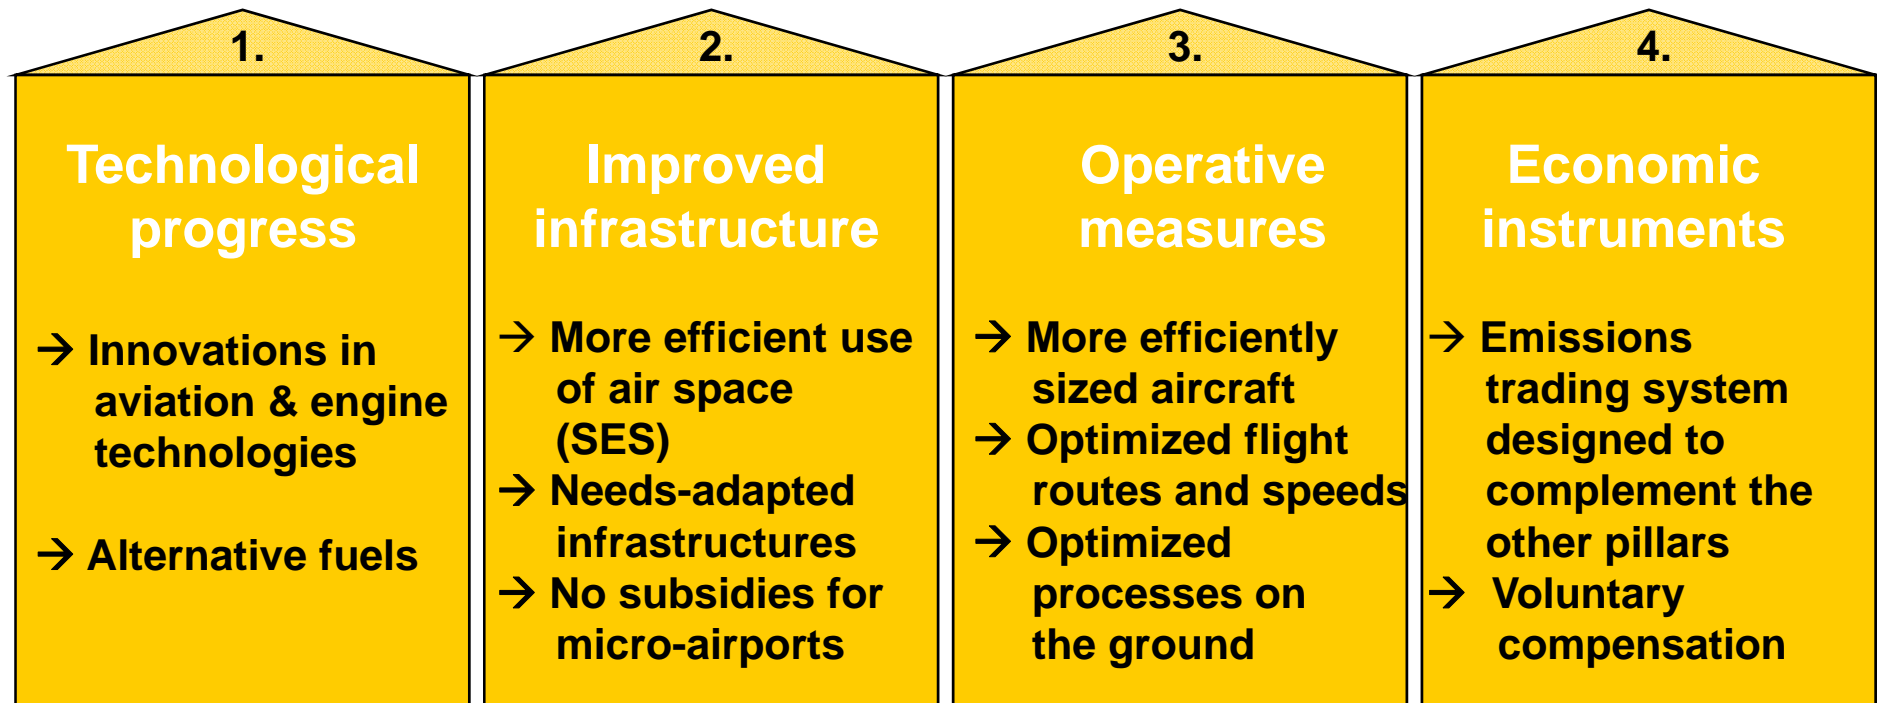 1.
Technological
progress
→ Innovations in
aviation & engine
technologies
→ Alternative fuels
2.
Improved
infrastructure
→ More efficient use
of air space
(SES)
→ Needs-adapted
infrastructures
→ No subsidies for
micro-airports
3.
Operative
measures
→ More efficiently
sized aircraft
→ Optimized flight
routes and speeds
→ Optimized
processes on
the ground
4.
Economic
instruments
→ Emissions
trading system
designed to
complement the
other pillars
→ Voluntary
compensation